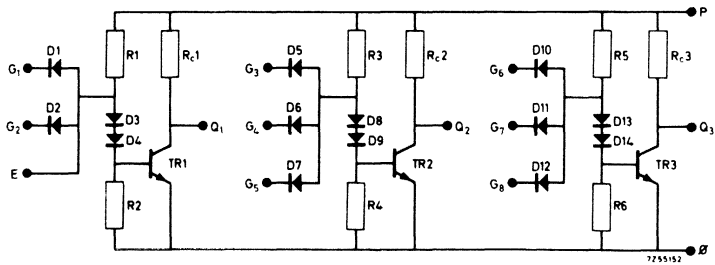 P
D1 R1 Rc1 D5 R3 Rc2 D10 R5 Rc3
G1 G3 G6
D2 D3 D6 D8 D11 D13
G2 Q1 G4 Q2 G7 Q3
D4 D9 D14
E TR1 D7 TR2 D12 TR3
G5 G8
R2 R4 R6
Ø
7Z55152